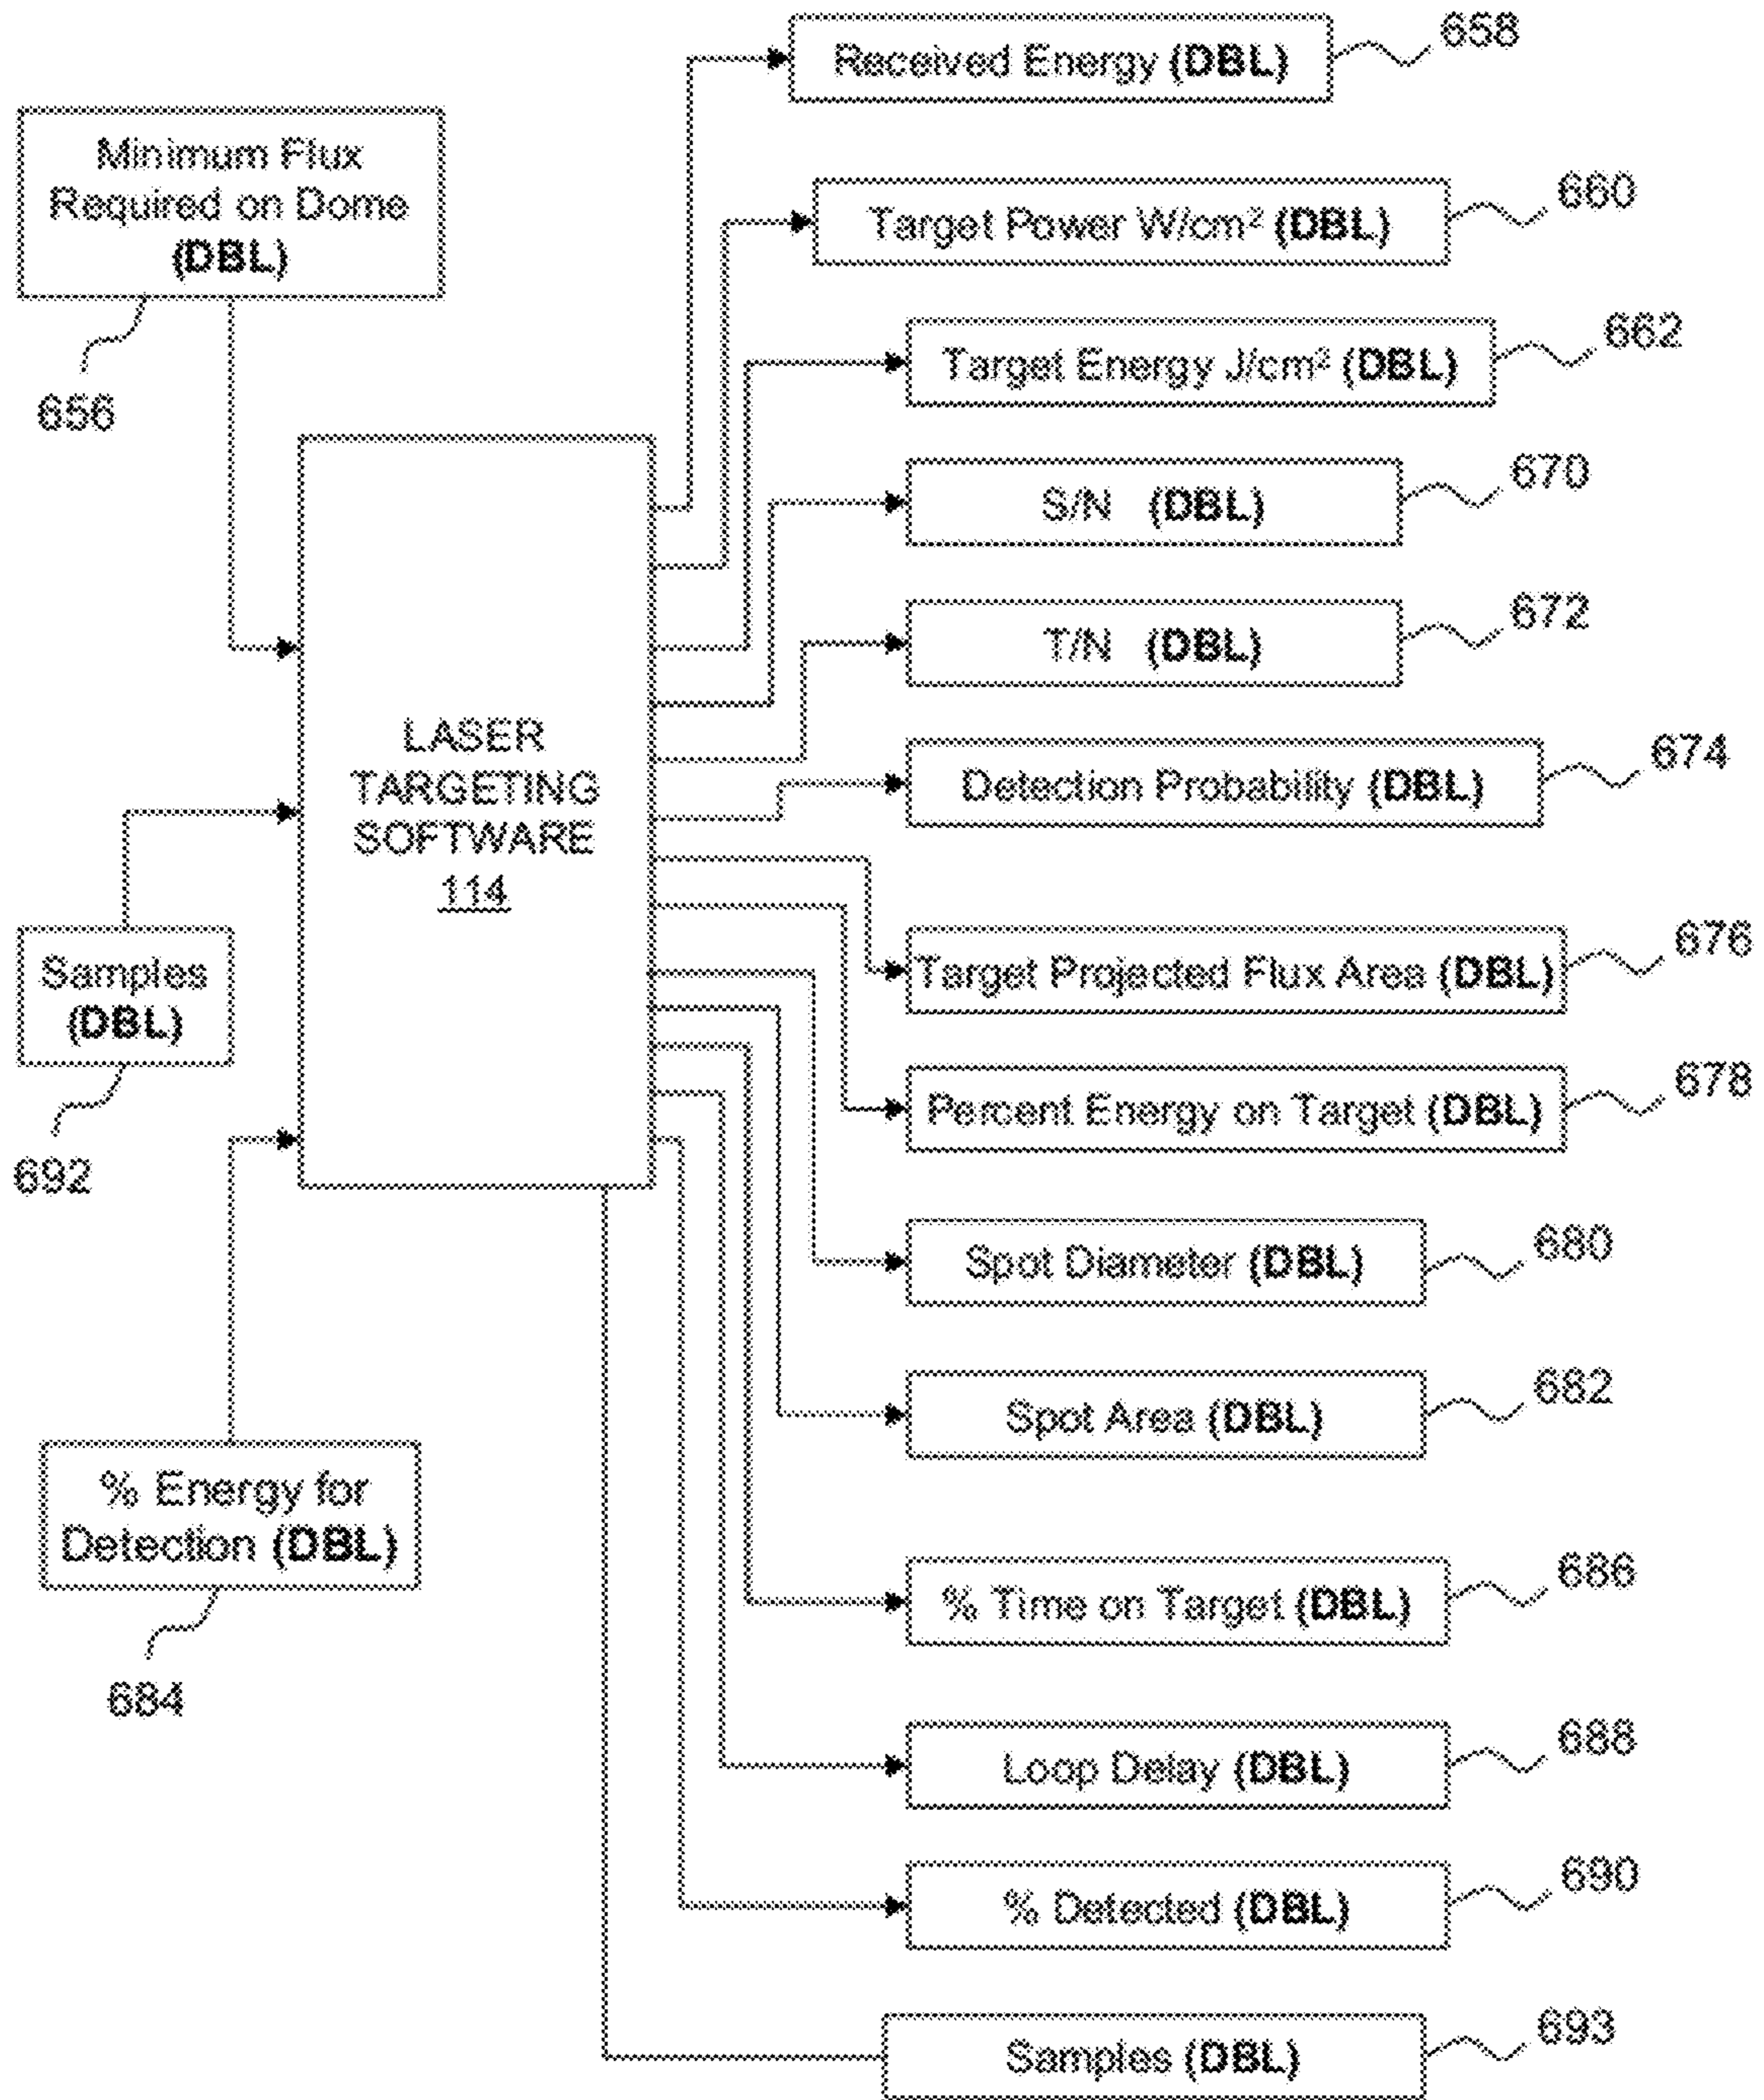 Received Energy (DBL)
658
Minimum Flux
Required on Dome
(DBL)
656
Target Power W/cm² (DBL)
660
Target Energy J/cm² (DBL)
662
S/N (DBL)
670
T/N (DBL)
672
LASER
TARGETING
SOFTWARE
114
Detection Probability (DBL)
674
Samples
(DBL)
692
Target Projected Flux Area (DBL)
676
Percent Energy on Target (DBL)
678
Spot Diameter (DBL)
680
Spot Area (DBL)
682
% Energy for
Detection (DBL)
684
% Time on Target (DBL)
686
Loop Delay (DBL)
688
% Detected (DBL)
690
Samples (DBL)
693